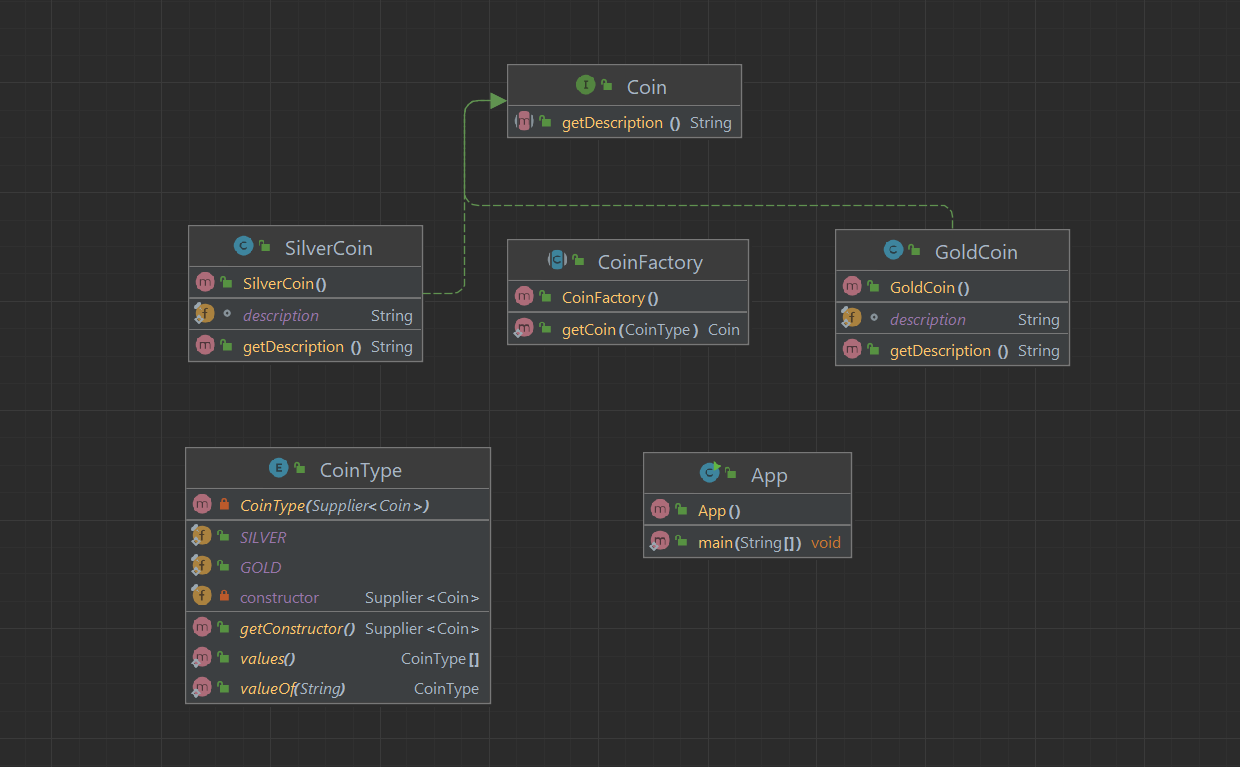 I Coin
m getDescription () String
C SilverCoin
m SilverCoin()
f description String
m getDescription () String
C CoinFactory
m CoinFactory()
m getCoin(CoinType) Coin
C GoldCoin
m GoldCoin()
f description String
m getDescription () String
E CoinType
m CoinType(Supplier<Coin>)
f SILVER
f GOLD
f constructor Supplier<Coin>
m getConstructor() Supplier<Coin>
m values() CoinType[]
m valueOf(String) CoinType
C App
m App()
m main(String[]) void